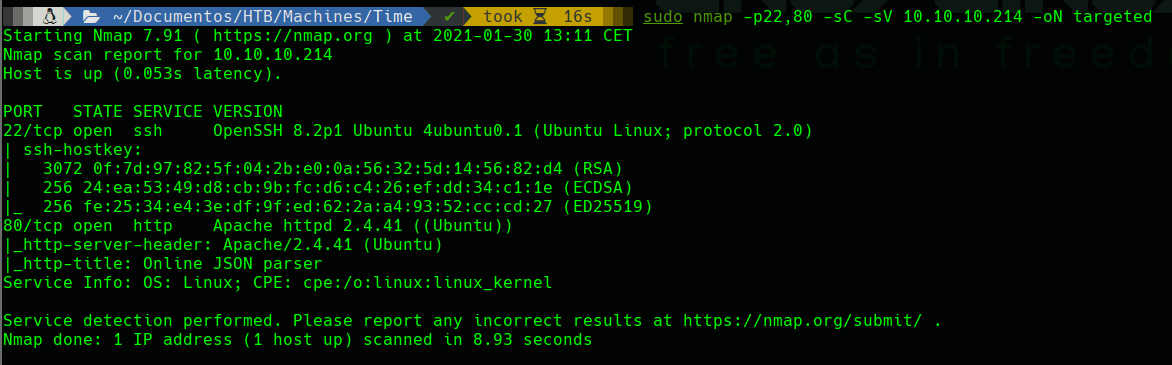 ~/Documentos/HTB/Machines/Time ✔ took ⌛ 16s sudo nmap -p22,80 -sC -sV 10.10.10.214 -oN targeted
Starting Nmap 7.91 ( https://nmap.org ) at 2021-01-30 13:11 CET
Nmap scan report for 10.10.10.214
Host is up (0.053s latency).

PORT   STATE SERVICE VERSION
22/tcp open  ssh     OpenSSH 8.2p1 Ubuntu 4ubuntu0.1 (Ubuntu Linux; protocol 2.0)
| ssh-hostkey:
|   3072 0f:7d:97:82:5f:04:2b:e0:0a:56:32:5d:14:56:82:d4 (RSA)
|   256 24:ea:53:49:d8:cb:9b:fc:d6:c4:26:ef:dd:34:c1:1e (ECDSA)
|_  256 fe:25:34:e4:3e:df:9f:ed:62:2a:a4:93:52:cc:cd:27 (ED25519)
80/tcp open  http    Apache httpd 2.4.41 ((Ubuntu))
|_http-server-header: Apache/2.4.41 (Ubuntu)
|_http-title: Online JSON parser
Service Info: OS: Linux; CPE: cpe:/o:linux:linux_kernel

Service detection performed. Please report any incorrect results at https://nmap.org/submit/ .
Nmap done: 1 IP address (1 host up) scanned in 8.93 seconds
free as in freed